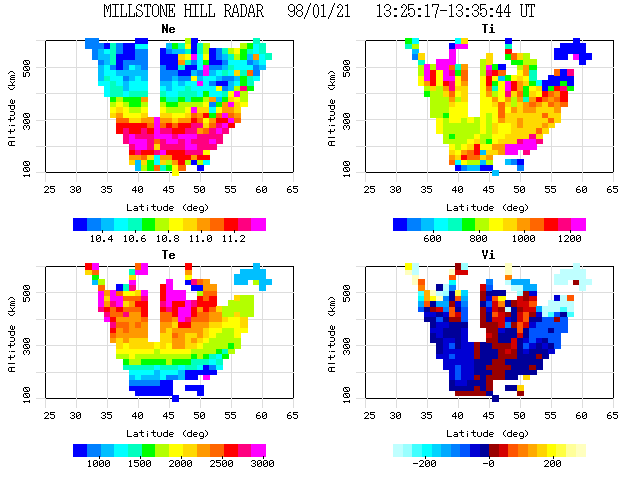 MILLSTONE HILL RADAR 98/01/21 13:25:17-13:35:44 UT
Ne
Altitude (km)
500
300
100
25 30 35 40 45 50 55 60 65
Latitude (deg)
10.4 10.6 10.8 11.0 11.2
Ti
Altitude (km)
500
300
100
25 30 35 40 45 50 55 60 65
Latitude (deg)
600 800 1000 1200
Te
Altitude (km)
500
300
100
25 30 35 40 45 50 55 60 65
Latitude (deg)
1000 1500 2000 2500 3000
Vi
Altitude (km)
500
300
100
25 30 35 40 45 50 55 60 65
Latitude (deg)
-200 -0 200